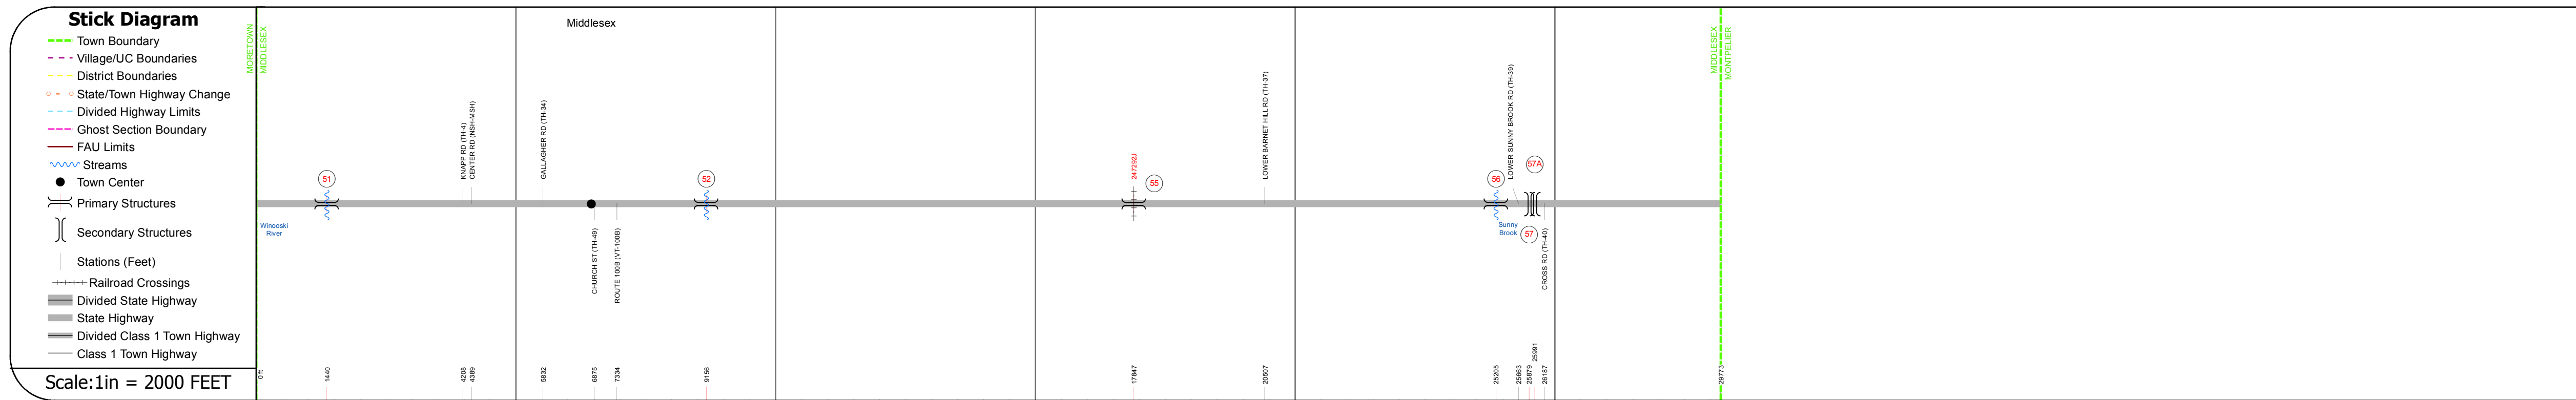 Stick Diagram
Town Boundary
Village/UC Boundaries
District Boundaries
State/Town Highway Change
Divided Highway Limits
Ghost Section Boundary
FAU Limits
Streams
Town Center
Primary Structures
Secondary Structures
Stations (Feet)
Railroad Crossings
Divided State Highway
State Highway
Divided Class 1 Town Highway
Class 1 Town Highway
Scale:1in = 2000 FEET
MORETOWN
MIDDLESEX
Middlesex
MIDDLESEX
MONTPELIER
KNAPP RD (TH-4)
CENTER RD (NSH-MSH)
GALLAGHER RD (TH-34)
247292J
LOWER BARNET HILL RD (TH-37)
LOWER SUNNY BROOK RD (TH-39)
51
52
55
56
57A
57
Winooski
River
Sunny
Brook
CHURCH ST (TH-49)
ROUTE 100B (VT-100B)
CROSS RD (TH-40)
0 ft
1440
4208
4389
5832
6875
7334
9156
17847
20507
25205
25663
25879
25991
26187
29773